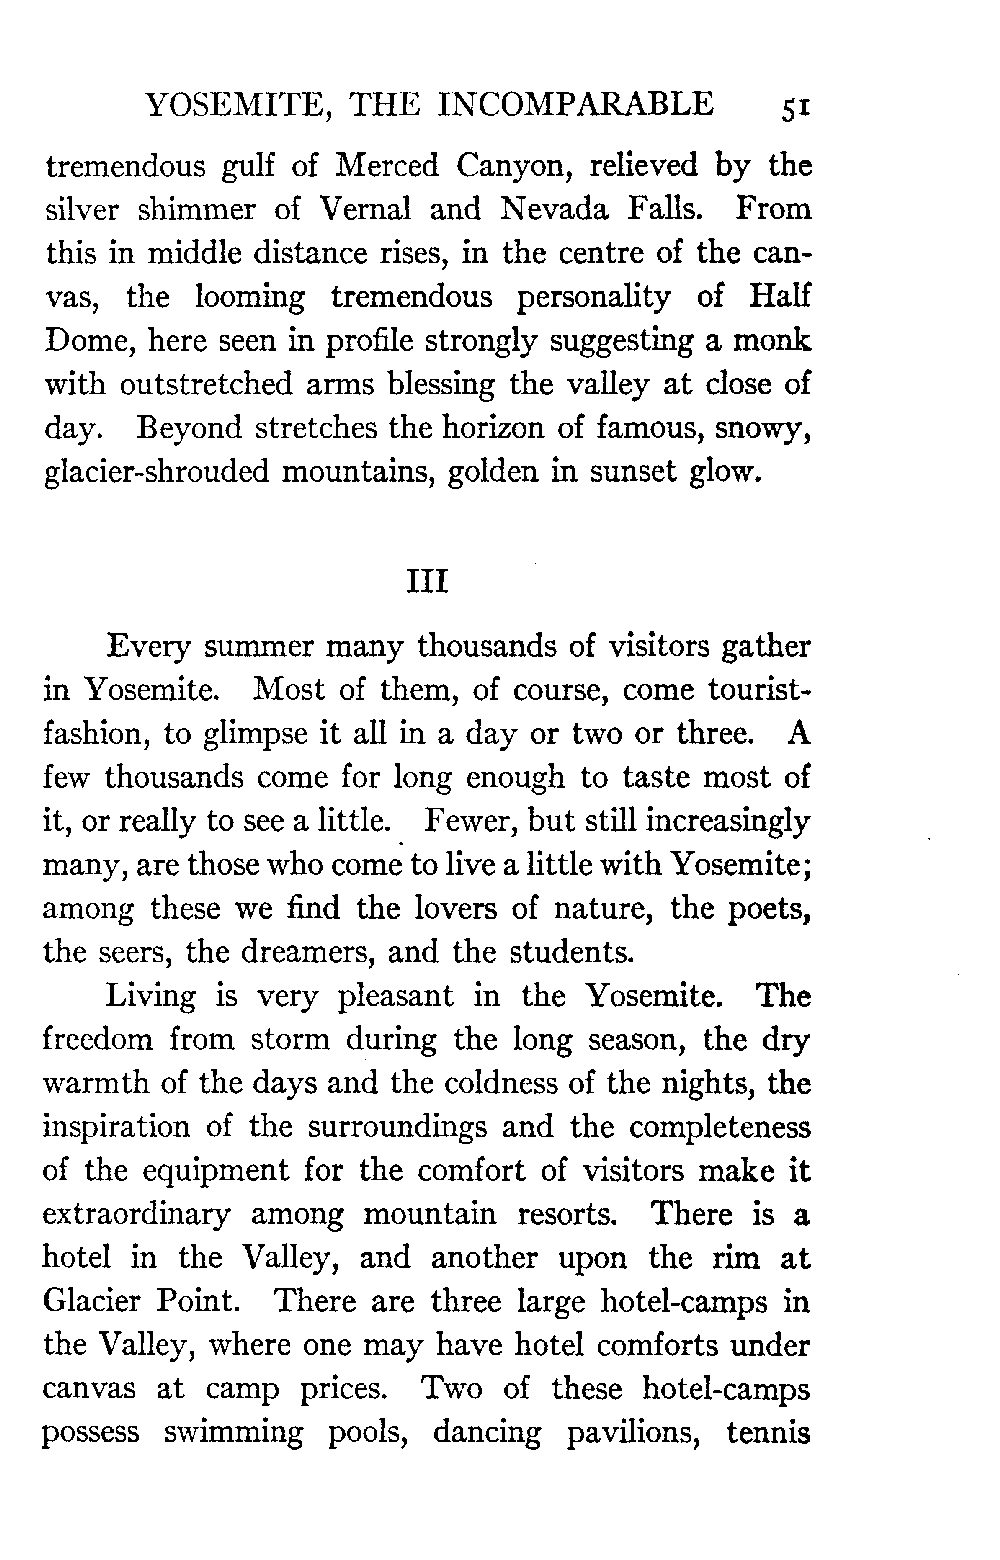 YOSEMITE, THE INCOMPARABLE 51
tremendous gulf of Merced Canyon, relieved by the
silver shimmer of Vernal and Nevada Falls. From
this in middle distance rises, in the centre of the can-
vas, the looming tremendous personality of Half
Dome, here seen in profile strongly suggesting a monk
with outstretched arms blessing the valley at close of
day. Beyond stretches the horizon of famous, snowy,
glacier-shrouded mountains, golden in sunset glow.
III
Every summer many thousands of visitors gather
in Yosemite. Most of them, of course, come tourist-
fashion, to glimpse it all in a day or two or three. A
few thousands come for long enough to taste most of
it, or really to see a little. Fewer, but still increasingly
many, are those who come to live a little with Yosemite;
among these we find the lovers of nature, the poets,
the seers, the dreamers, and the students.
Living is very pleasant in the Yosemite. The
freedom from storm during the long season, the dry
warmth of the days and the coldness of the nights, the
inspiration of the surroundings and the completeness
of the equipment for the comfort of visitors make it
extraordinary among mountain resorts. There is a
hotel in the Valley, and another upon the rim at
Glacier Point. There are three large hotel-camps in
the Valley, where one may have hotel comforts under
canvas at camp prices. Two of these hotel-camps
possess swimming pools, dancing pavilions, tennis